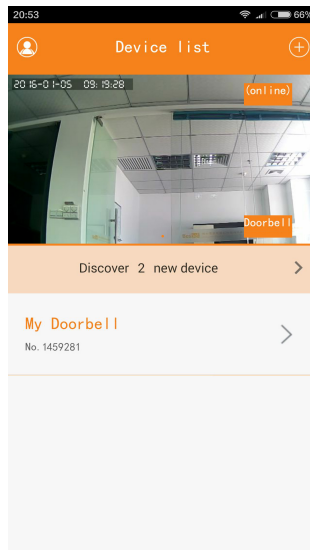 20:53
66%
Device list
2016-01-05 09:19:28
(online)
Doorbell
Discover 2 new device
My Doorbell
No. 1459281